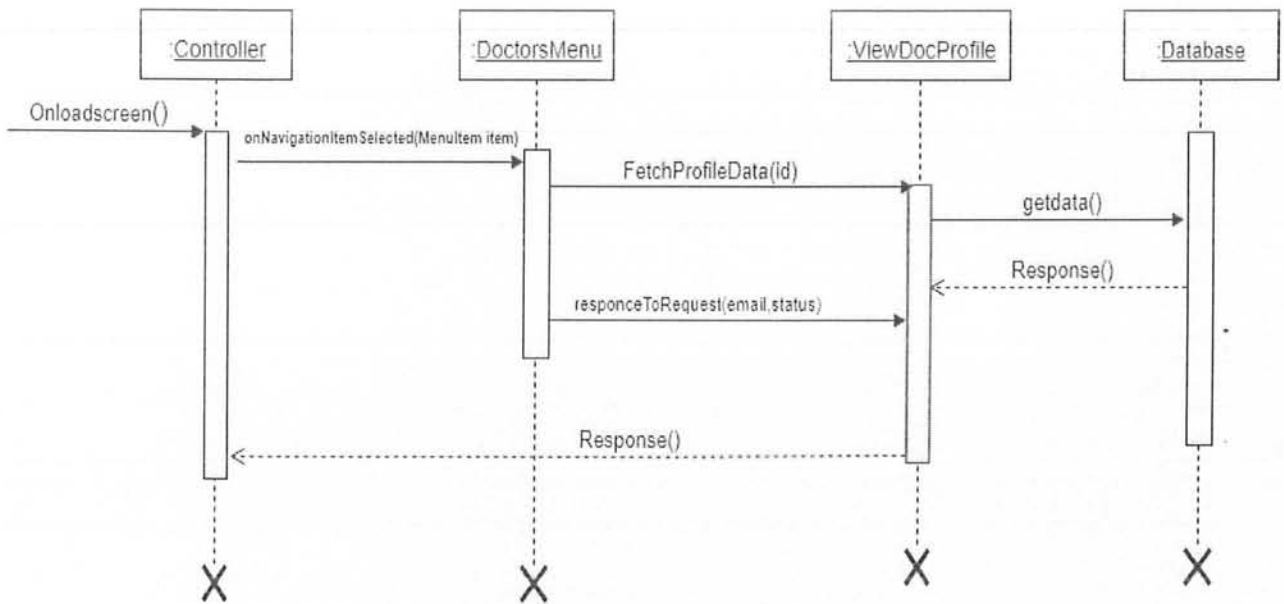 :Controller
:DoctorsMenu
:ViewDocProfile
:Database
Onloadscreen()
onNavigationItemSelected(MenuItem item)
FetchProfileData(id)
getdata()
Response()
responceToRequest(email,status)
Response()